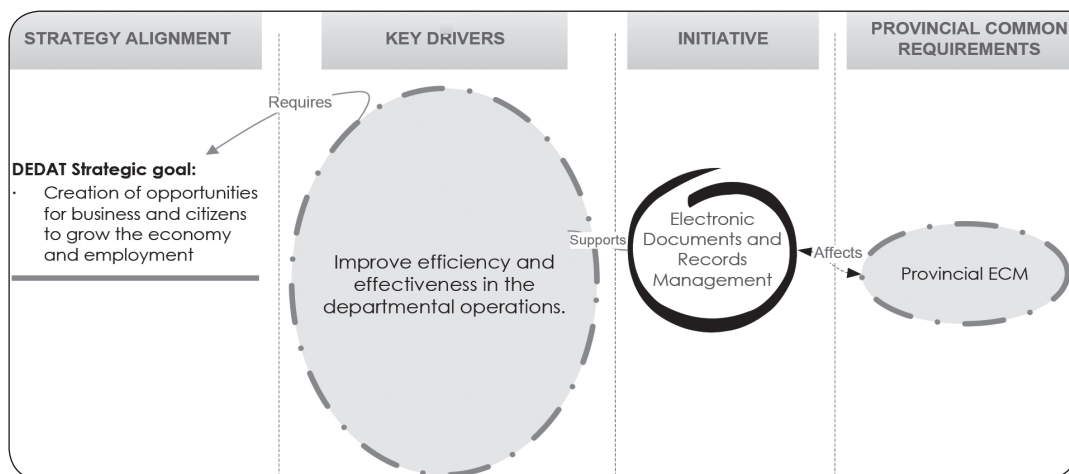 STRATEGY ALIGNMENT
KEY DRIVERS
INITIATIVE
PROVINCIAL COMMON
REQUIREMENTS
Requires
DEDAT Strategic goal:
· Creation of opportunities
for business and citizens
to grow the economy
and employment
Improve efficiency and
effectiveness in the
departmental operations.
Supports
Electronic
Documents and
Records
Management
Affects
Provincial ECM